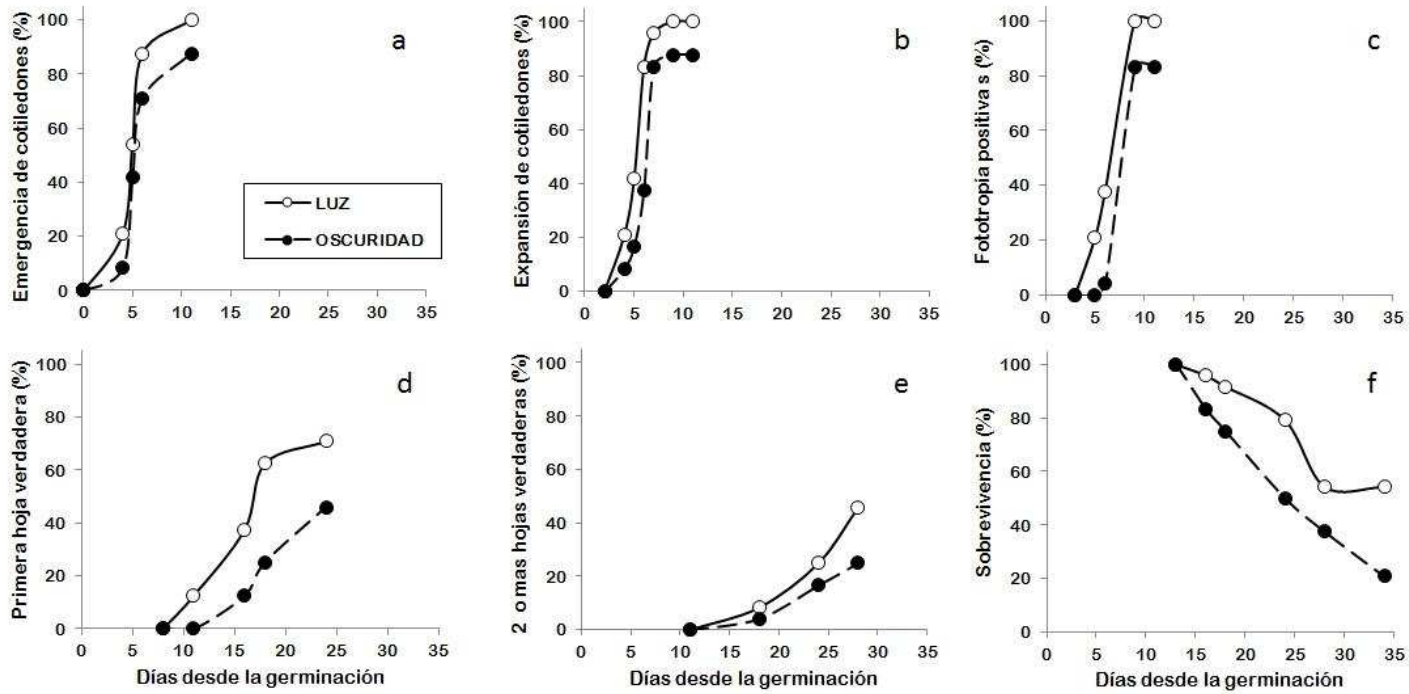 Emergencia de cotiledones (%)
100
80
60
40
20
0
0 5 10 15 20 25 30 35
a
LUZ
OSCURIDAD
Expansión de cotiledones (%)
100
80
60
40
20
0
0 5 10 15 20 25 30 35
b
Fototropia positiva s (%)
100
80
60
40
20
0
0 5 10 15 20 25 30 35
c
Primera hoja verdadera (%)
100
80
60
40
20
0
0 5 10 15 20 25 30 35
Días desde la germinación
d
2 o mas hojas verdaderas (%)
100
80
60
40
20
0
0 5 10 15 20 25 30 35
Días desde la germinación
e
Sobrevivencia (%)
100
80
60
40
20
0
0 5 10 15 20 25 30 35
Días desde la germinación
f